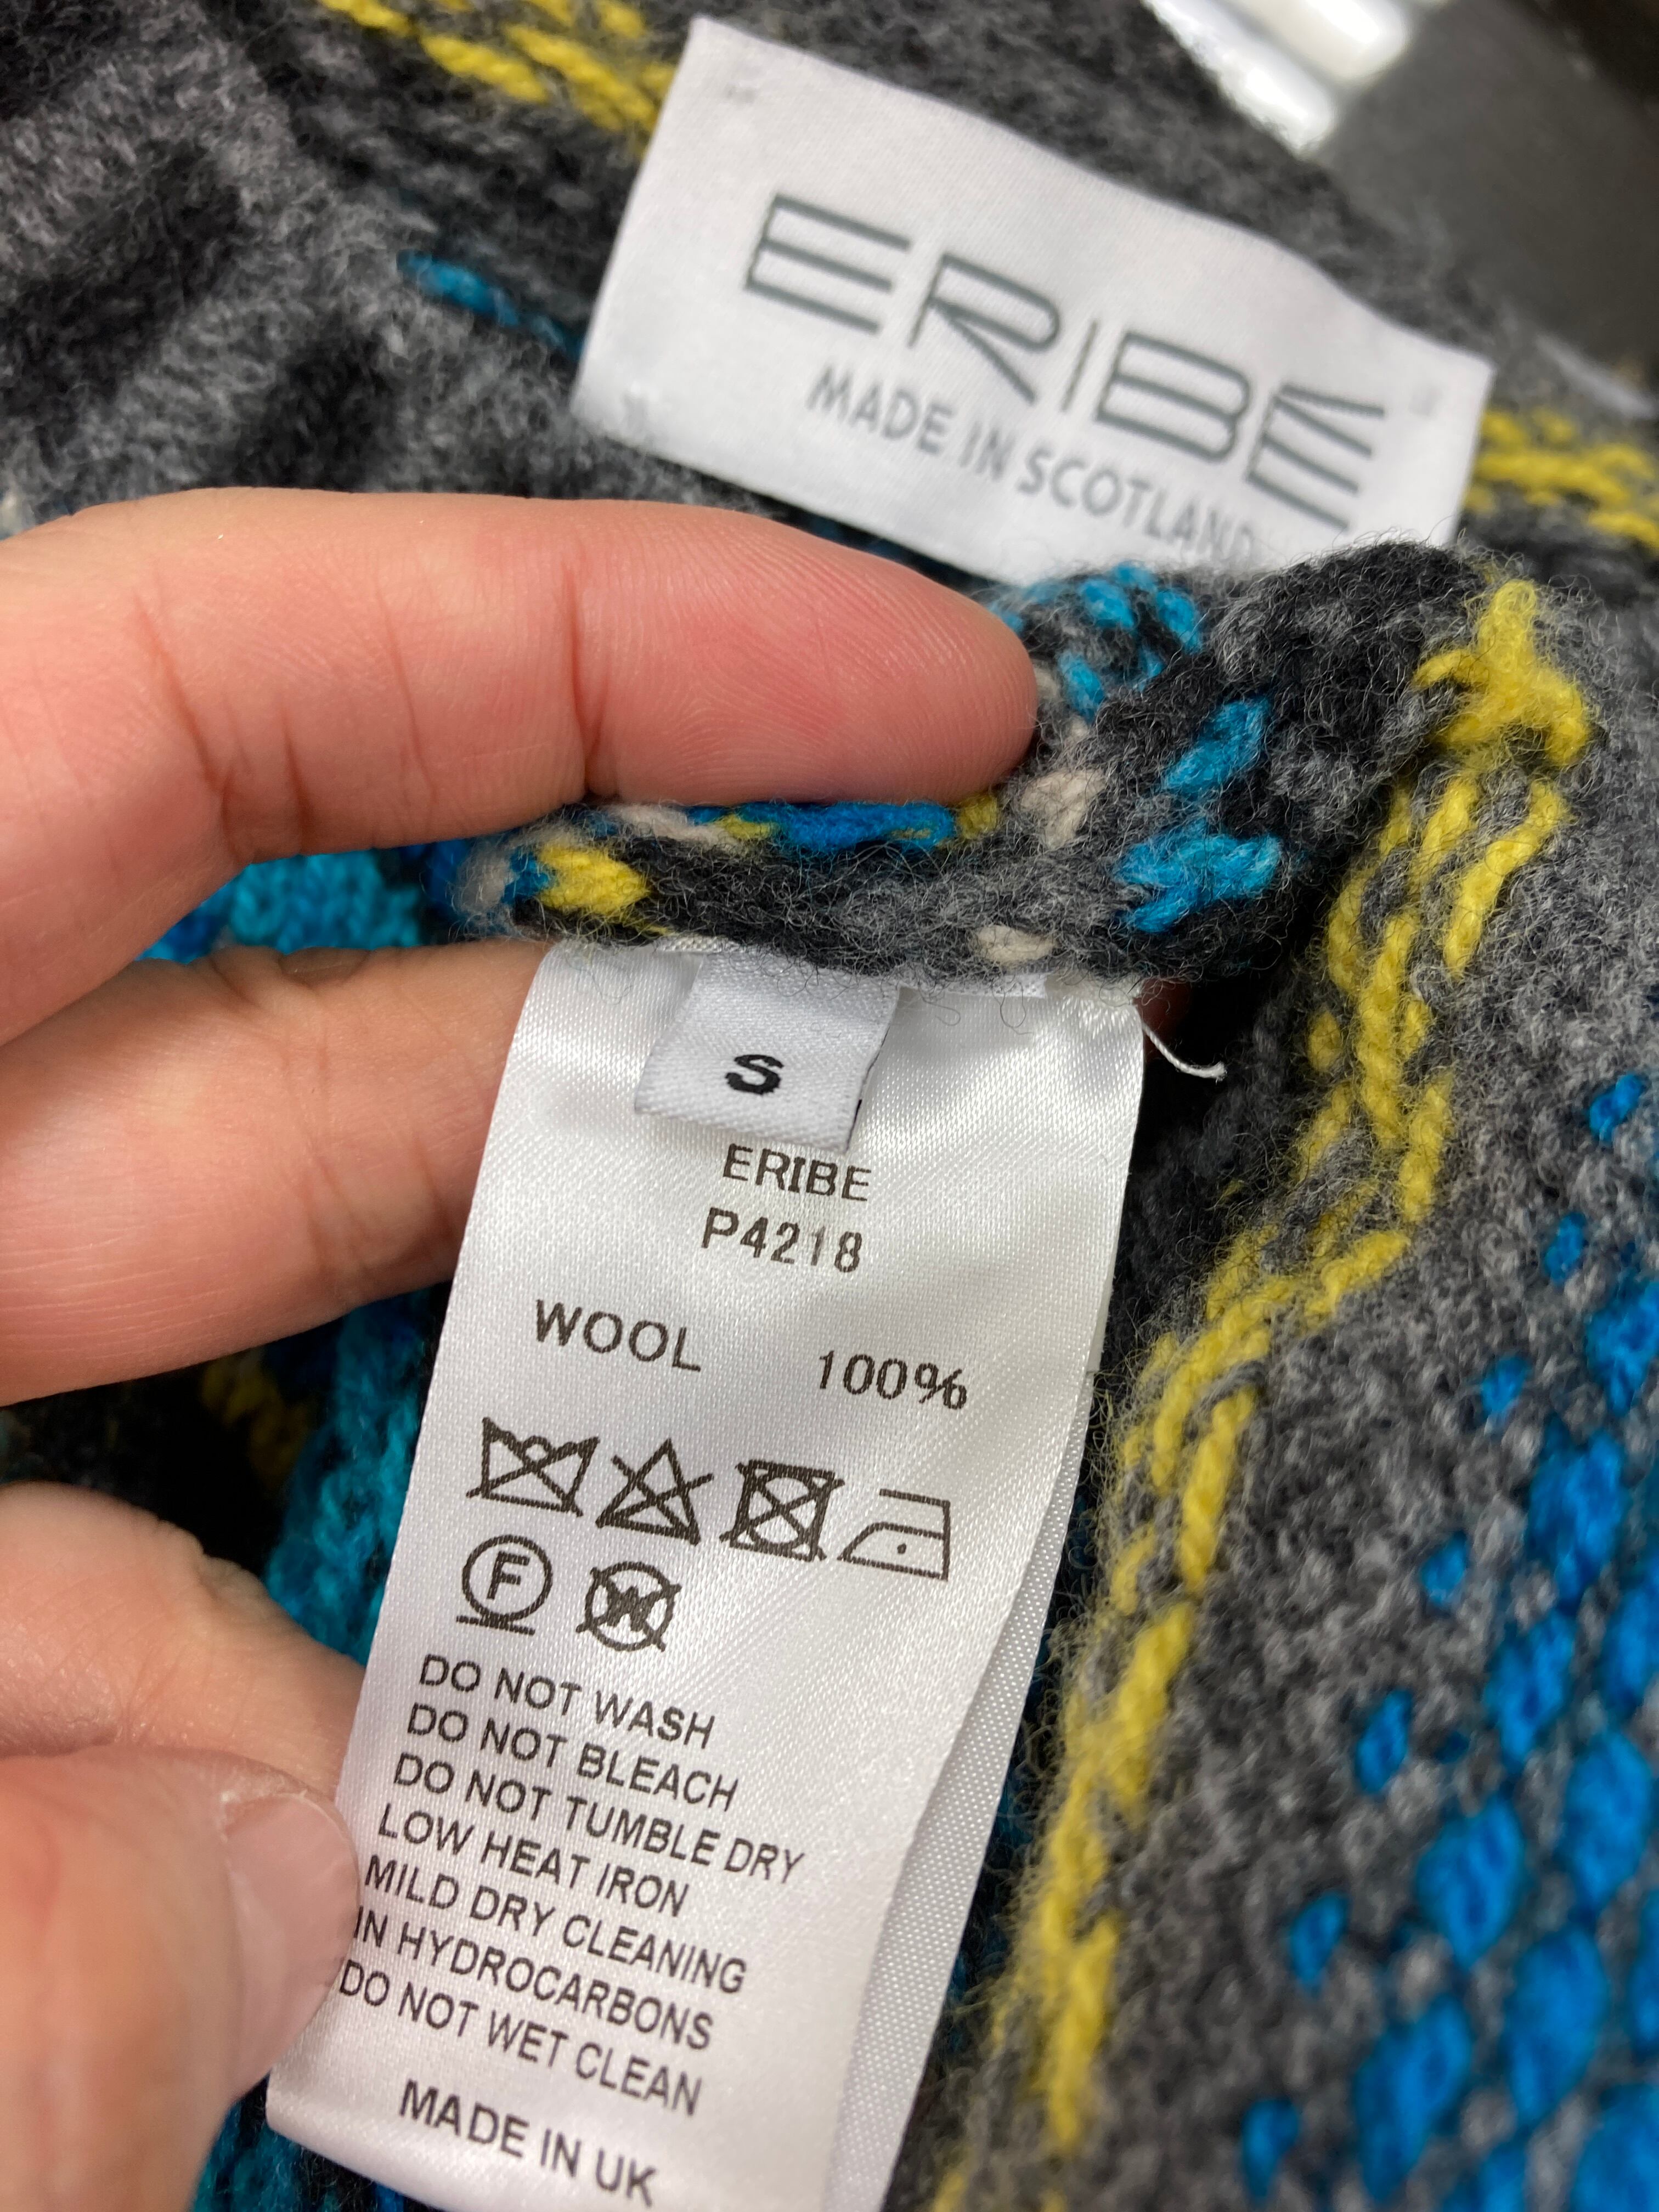 ERIBÉ
MADE IN SCOTLAND
S
ERIBE
P4218
WOOL 100%
F
W
DO NOT WASH
DO NOT BLEACH
DO NOT TUMBLE DRY
LOW HEAT IRON
MILD DRY CLEANING
IN HYDROCARBONS
DO NOT WET CLEAN
MADE IN UK